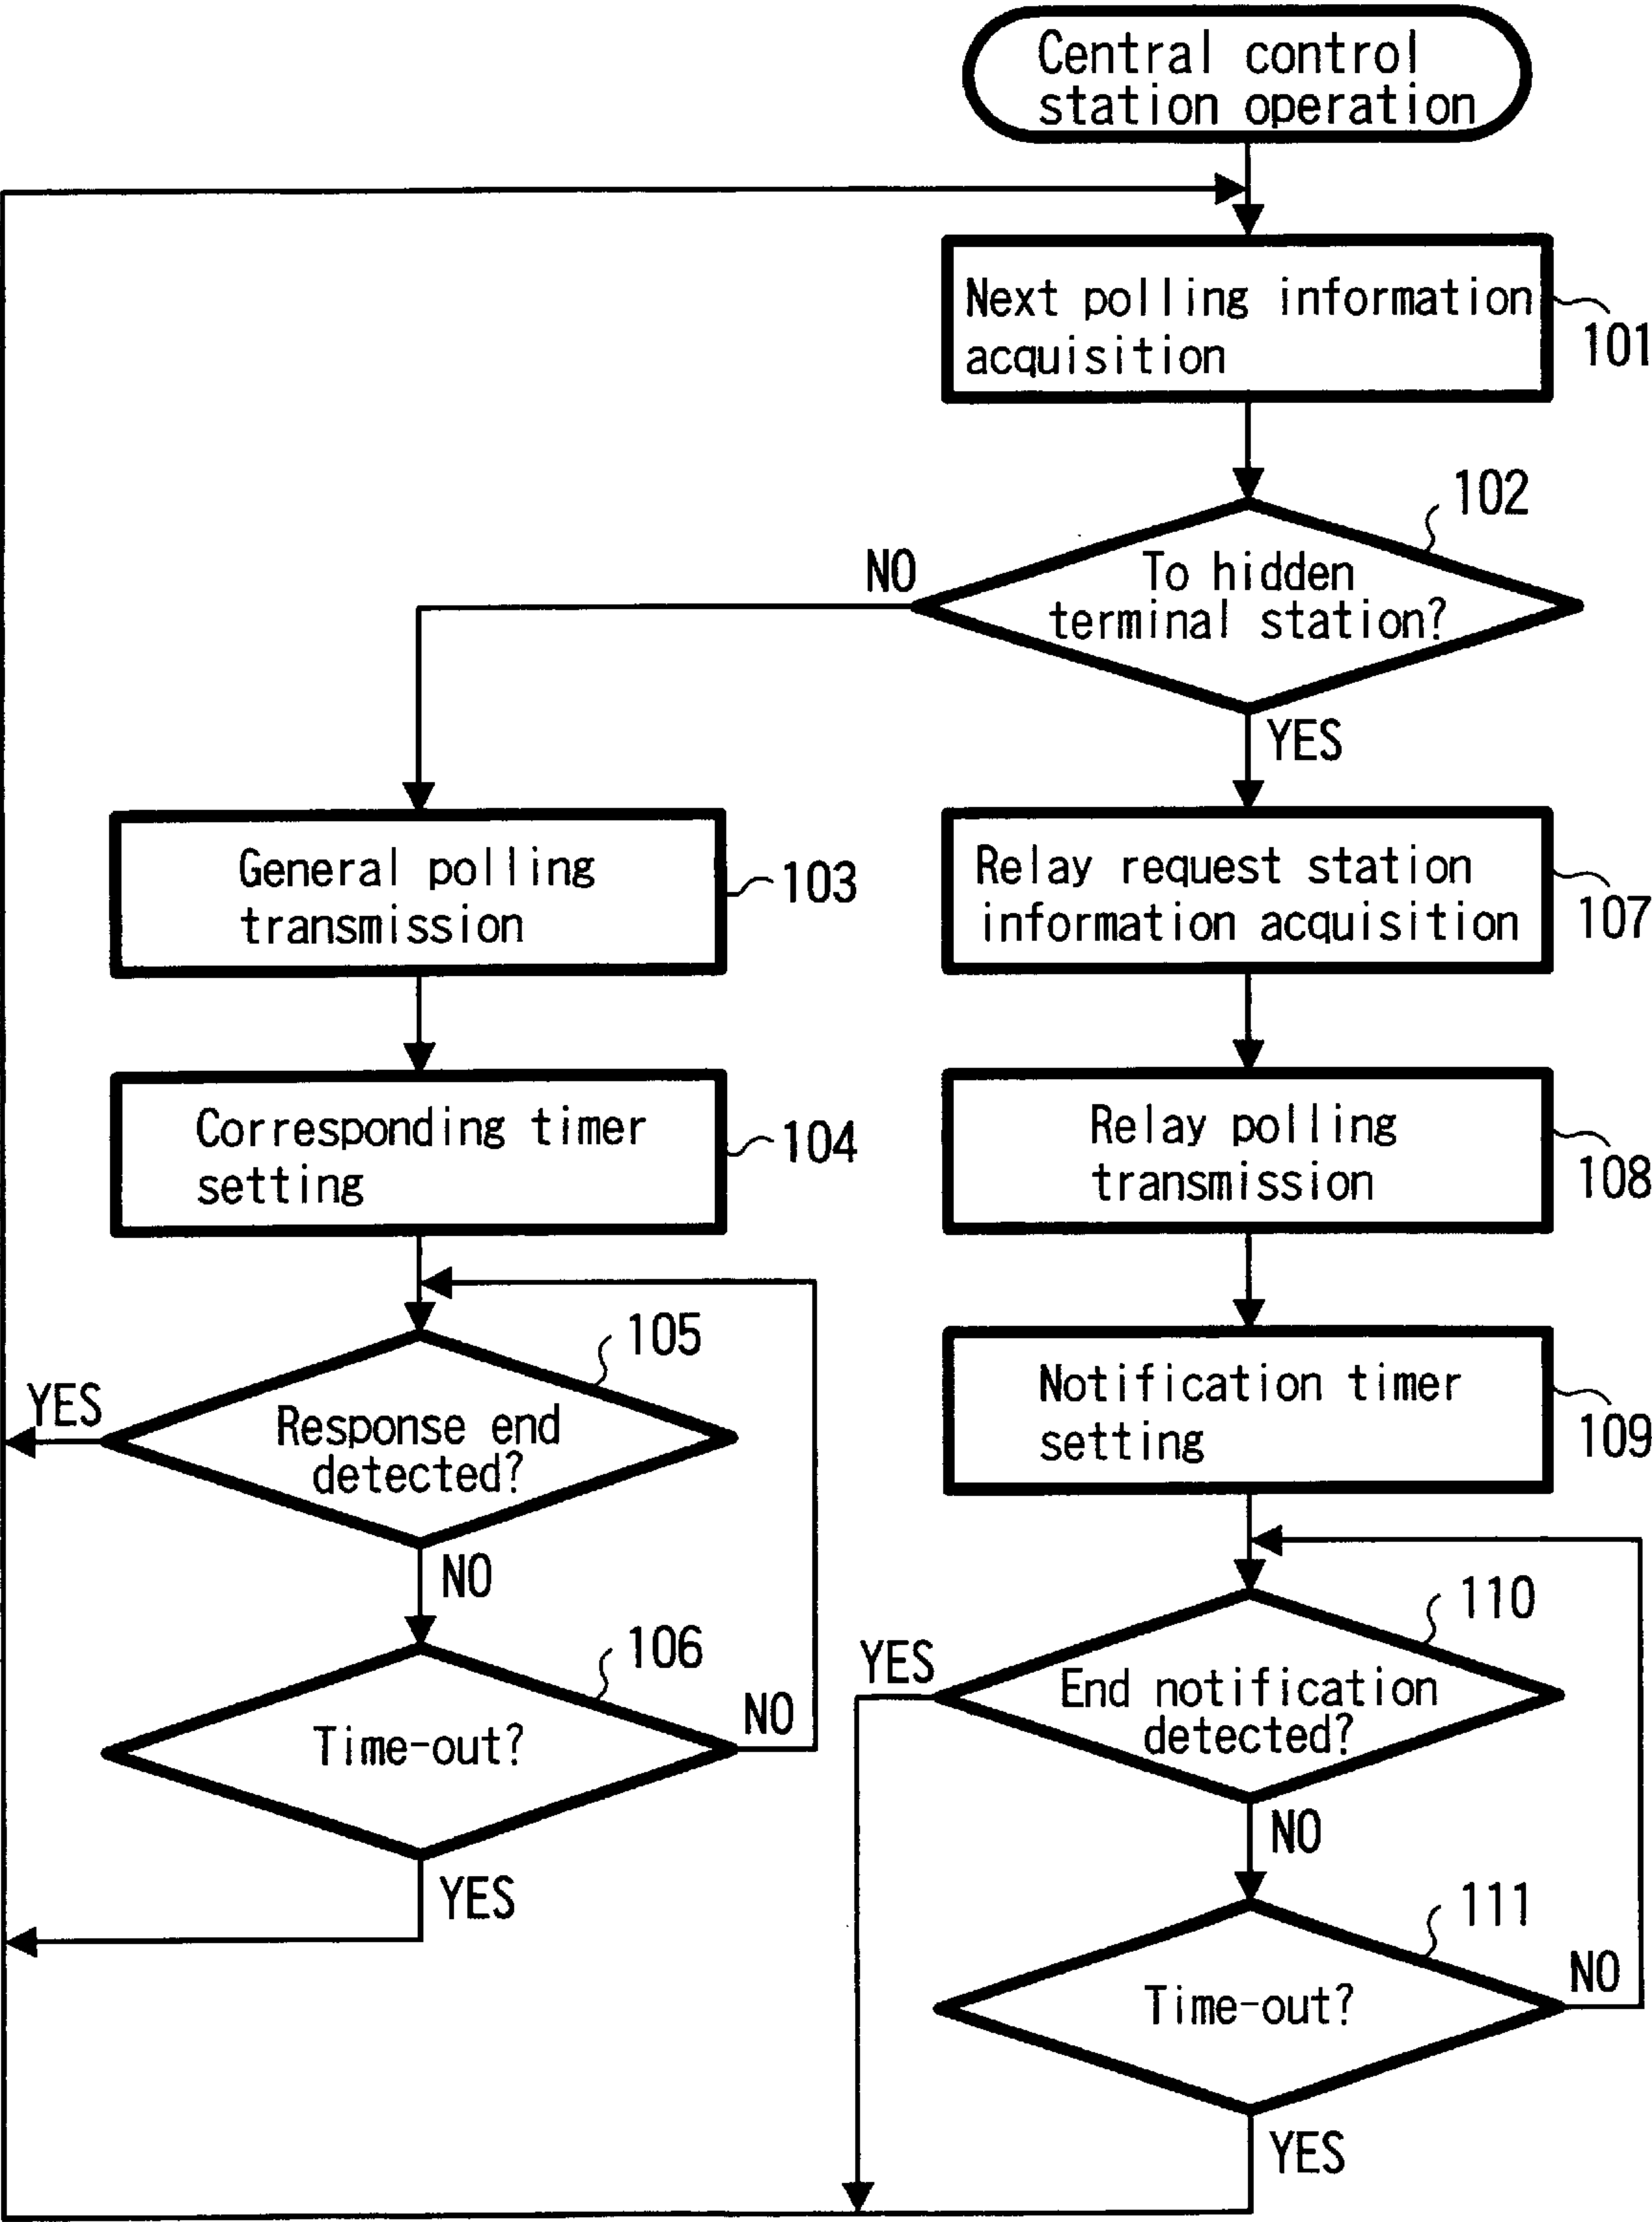 Central control
station operation
Next polling information
acquisition
101
102
To hidden
terminal station?
NO
YES
General polling
transmission
103
Relay request station
information acquisition
107
Corresponding timer
setting
104
Relay polling
transmission
108
105
YES
Response end
detected?
NO
Notification timer
setting
109
106
Time-out?
NO
YES
110
YES
End notification
detected?
NO
111
Time-out?
NO
YES